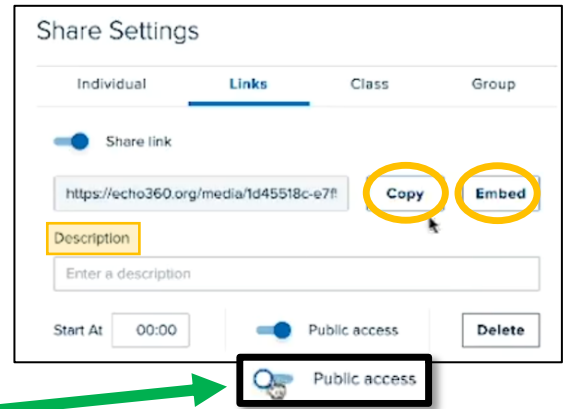 Share Settings
Individual Links Class Group
Share link
https://echo360.org/media/1d45518c-e7f Copy Embed
Description
Enter a description
Start At 00:00 Public access Delete
Public access